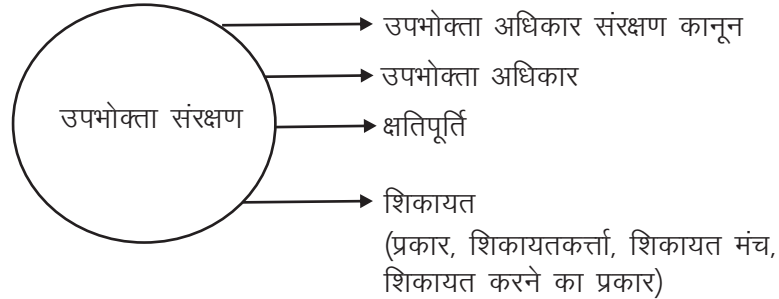 उपभोक्ता संरक्षण
उपभोक्ता अधिकार संरक्षण कानून
उपभोक्ता अधिकार
क्षतिपूर्ति
शिकायत
(प्रकार, शिकायतकर्त्ता, शिकायत मंच,
शिकायत करने का प्रकार)